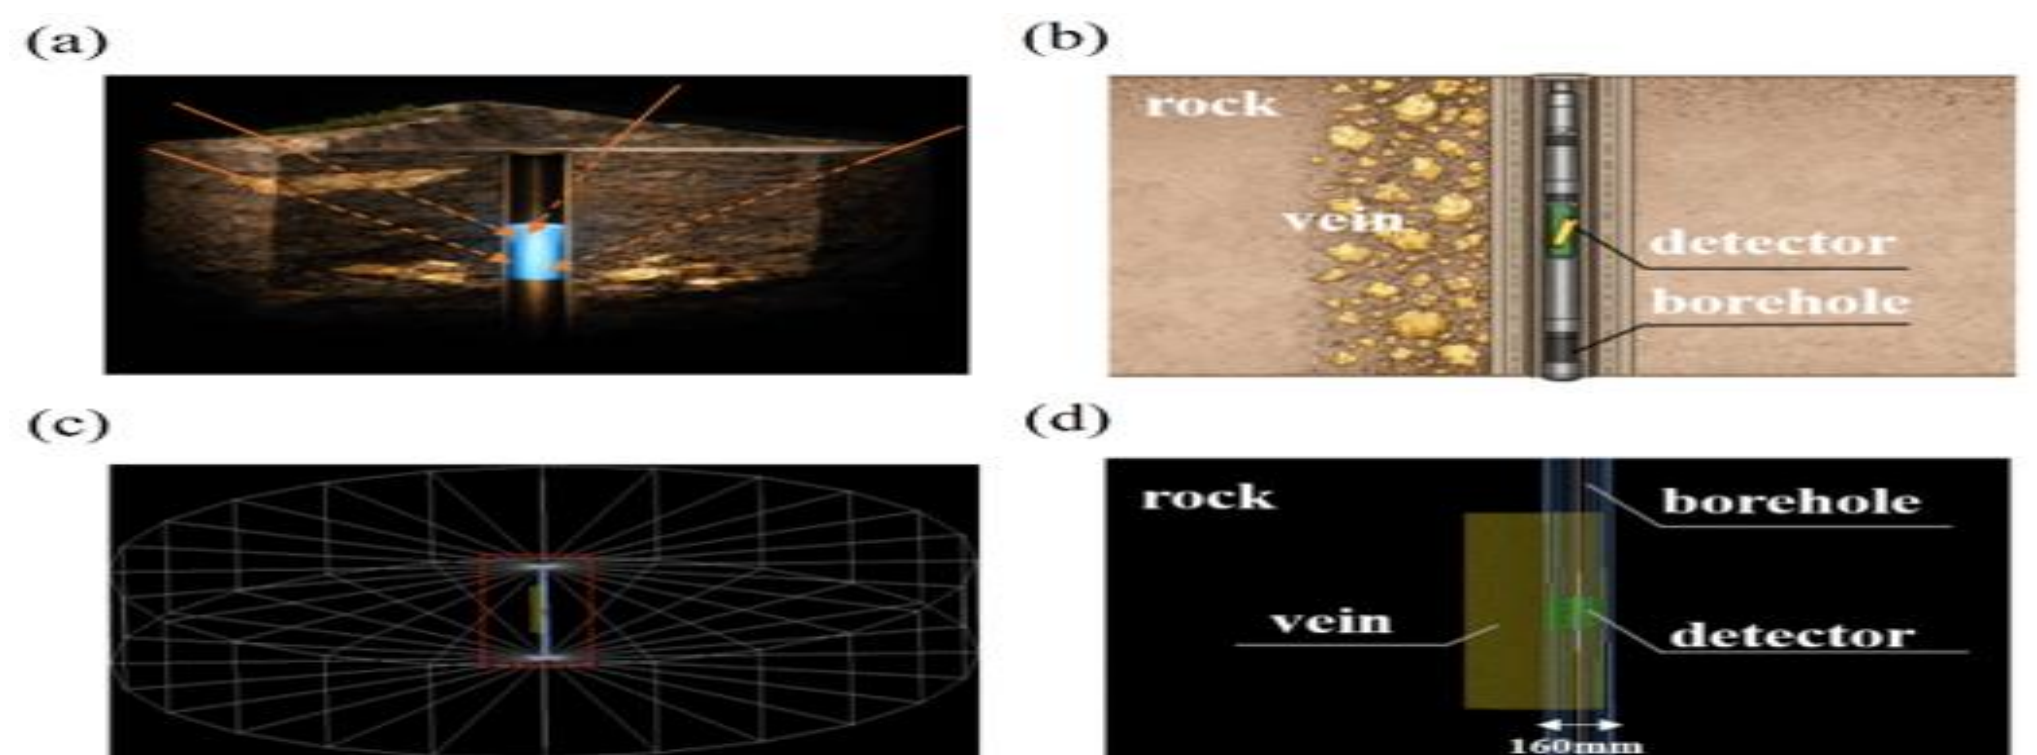 (a)
(b)
rock
vein
detector
borehole
(c)
(d)
rock
borehole
vein
detector
160mm